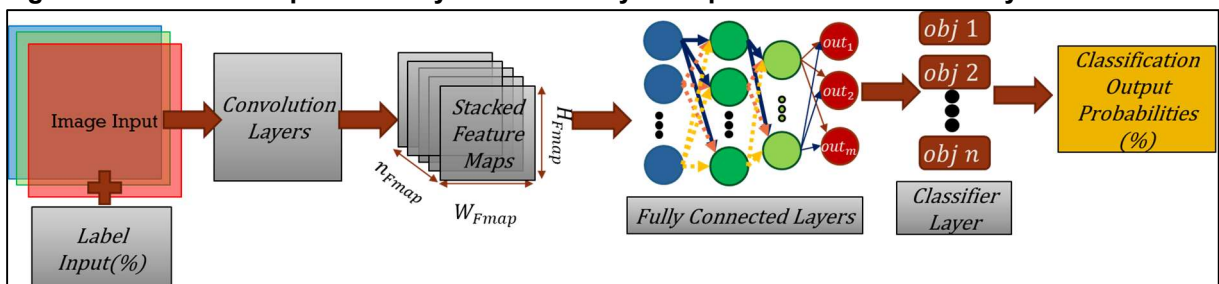 Image Input
Label
Input(%)
Convolution
Layers
Stacked
Feature
Maps
H_Fmap
n_Fmap
W_Fmap
out_1
out_2
out_m
Fully Connected Layers
obj 1
obj 2
obj n
Classifier
Layer
Classification
Output
Probabilities
(%)